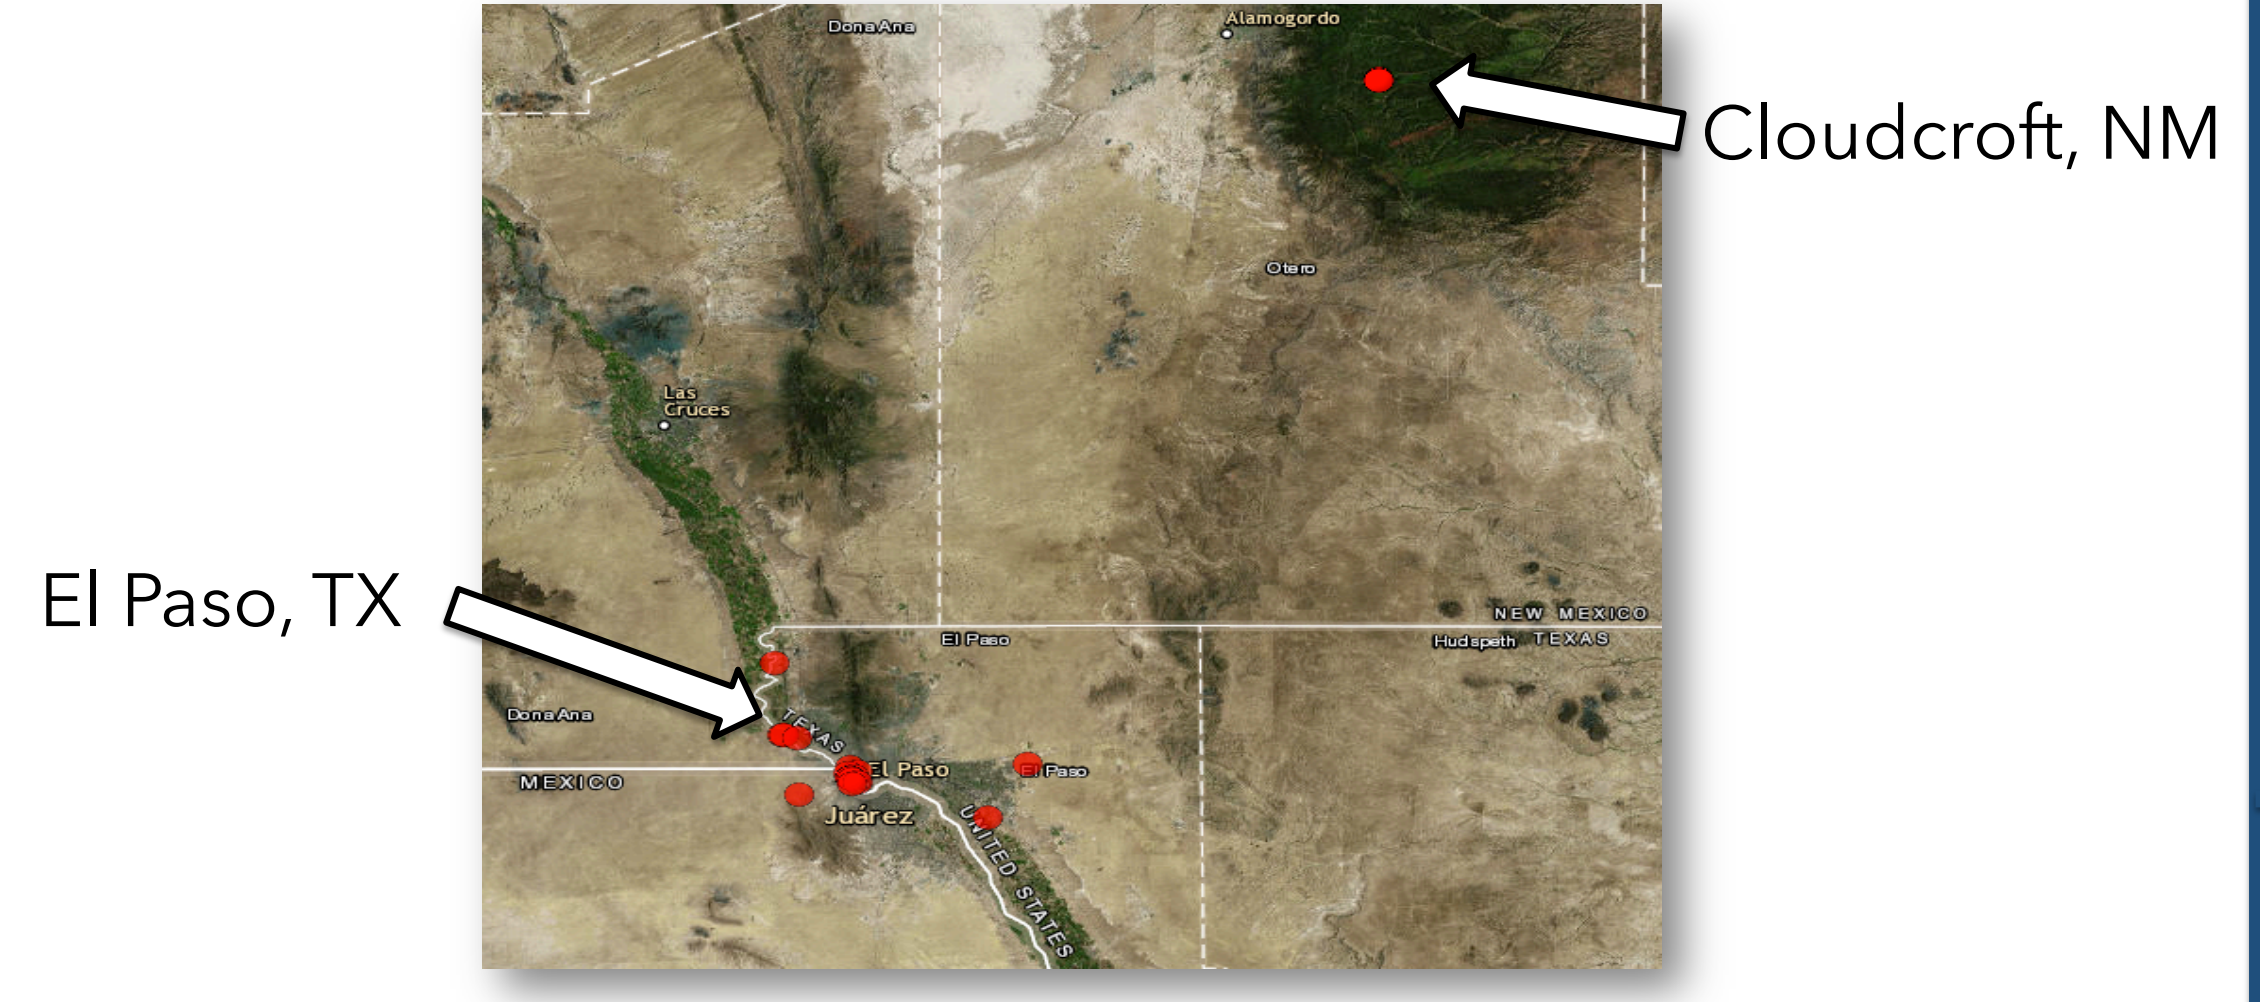 Alamogordo
Dona Ana
Cloudcroft, NM
Otero
Las
Cruces
El Paso, TX
NEW MEXICO
El Paso
Hudspeth
TEXAS
Dona Ana
TEXAS
El Paso
El Paso
MEXICO
Juárez
UNITED STATES